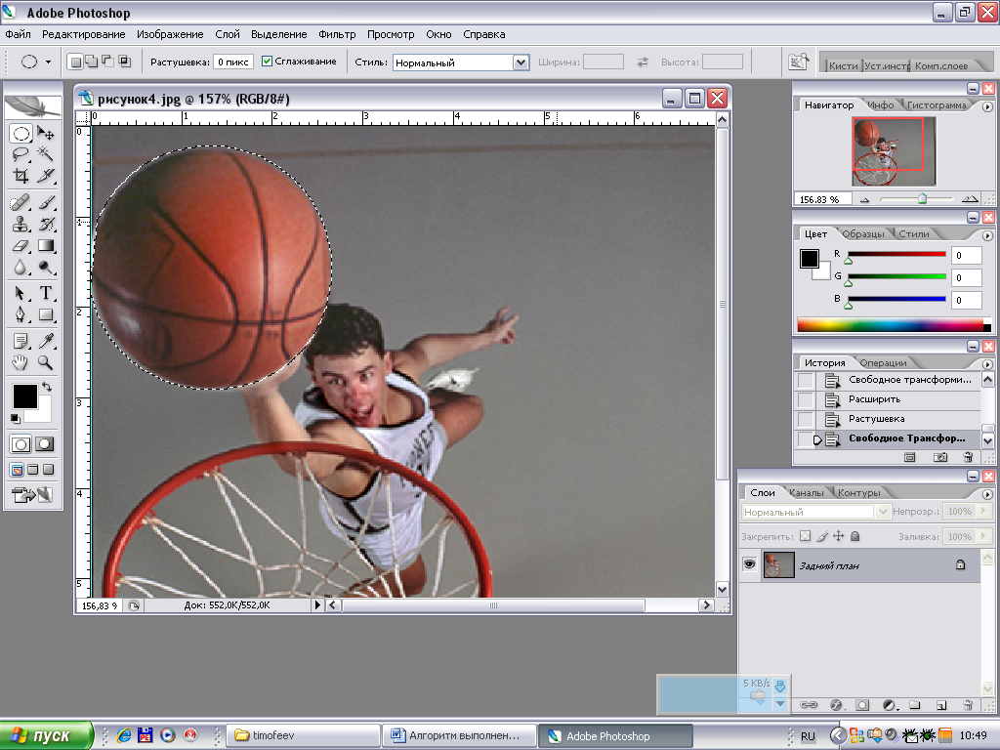 Adobe Photoshop
Файл Редактирование Изображение Слой Выделение Фильтр Просмотр Окно Справка
Растушевка: 0 пикс Сглаживание Стиль: Нормальный Ширина: Высота: Кисти Уст.инстр Комп.слоев
рисунок4.jpg @ 157% (RGB/8#)
0 1 2 3 4 5 6
0
1
2
3
4
5
156,83 % Док: 552,0K/552,0K
Навигатор Инфо Гистограмма
156.83 %
Цвет Образцы Стили
R 0
G 0
B 0
История Операции
Свободное трансформи...
Расширить
Растушевка
Свободное Трансфор...
Слои Каналы Контуры
Нормальный Непрозр.: 100%
Закрепить: Заливка: 100%
Задний план
5 KB/s
пуск timofeev Алгоритм выполнен... Adobe Photoshop RU 10:49